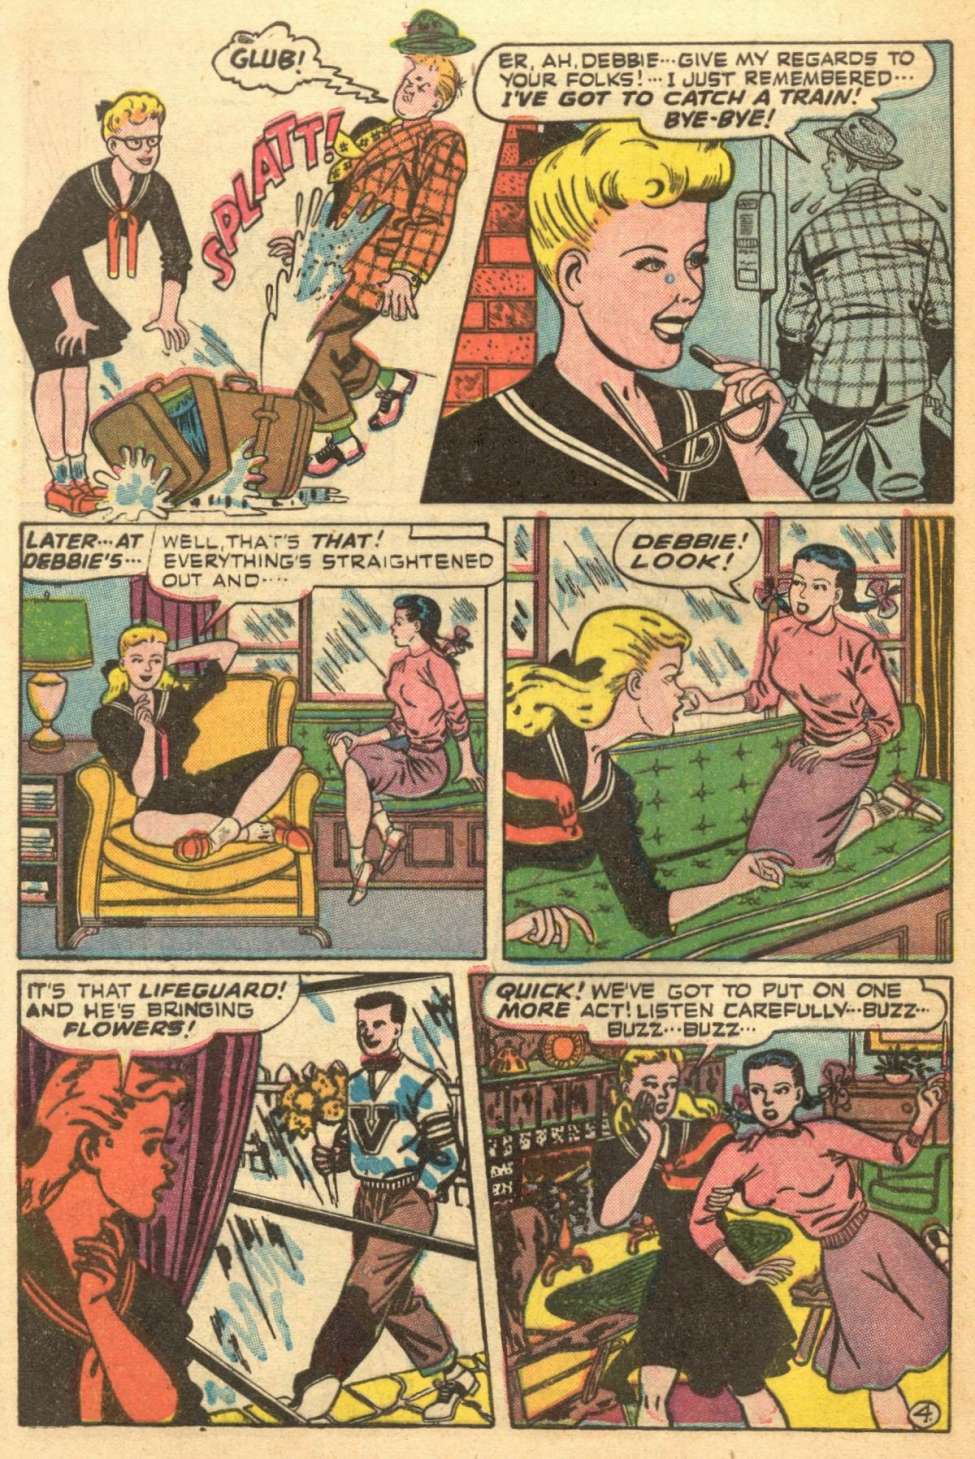 GLUB!
SPLATT!
ER, AH, DEBBIE---GIVE MY REGARDS TO
YOUR FOLKS!---I JUST REMEMBERED---
I'VE GOT TO CATCH A TRAIN!
BYE-BYE!
LATER---AT
DEBBIE'S---
WELL, THAT'S THAT!
EVERYTHING'S STRAIGHTENED
OUT AND----
DEBBIE!
LOOK!
IT'S THAT LIFEGUARD!
AND HE'S BRINGING
FLOWERS!
V
QUICK! WE'VE GOT TO PUT ON ONE
MORE ACT! LISTEN CAREFULLY---BUZZ---
BUZZ---BUZZ---
4